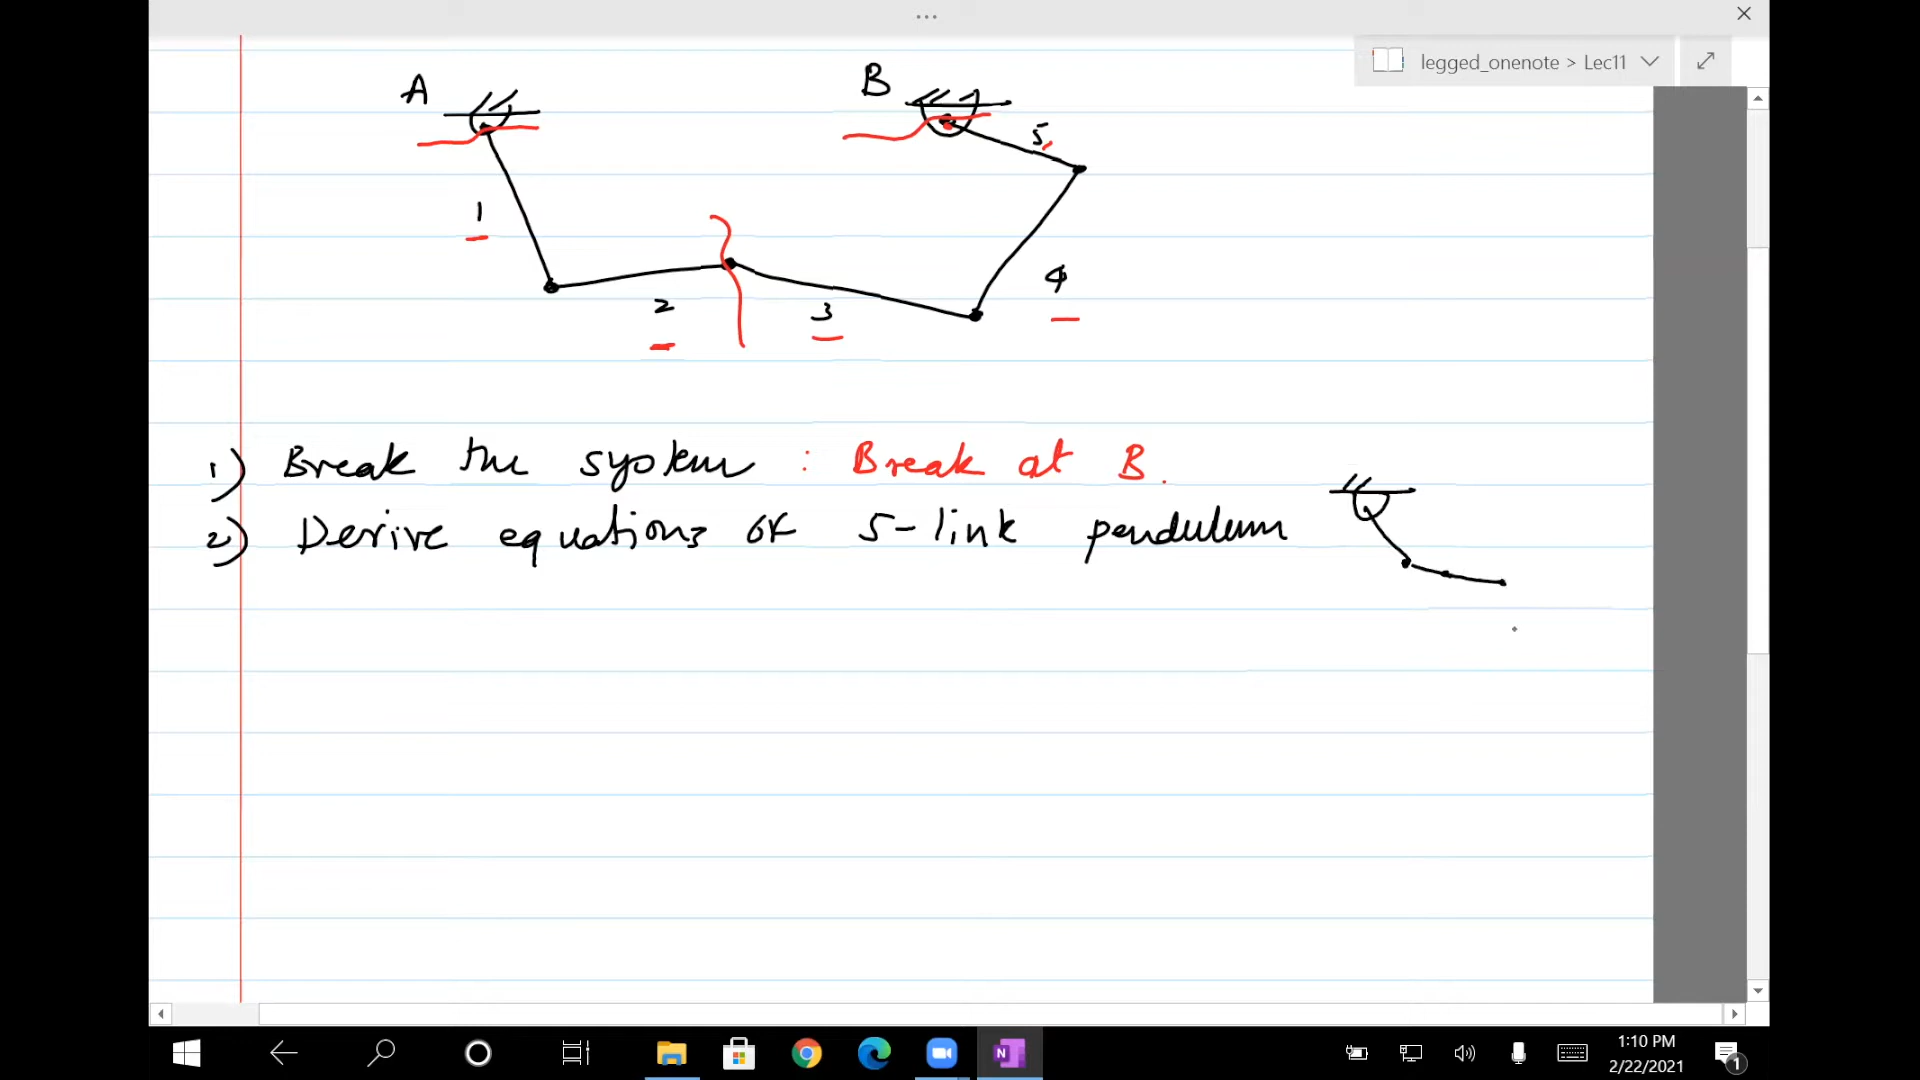 ...
legged_onenote > Lec11
A
B
5
1
4
2
3
1) Break the system : Break at B.
2) Derive equations of 5-link pendulum
N
1:10 PM
2/22/2021
1